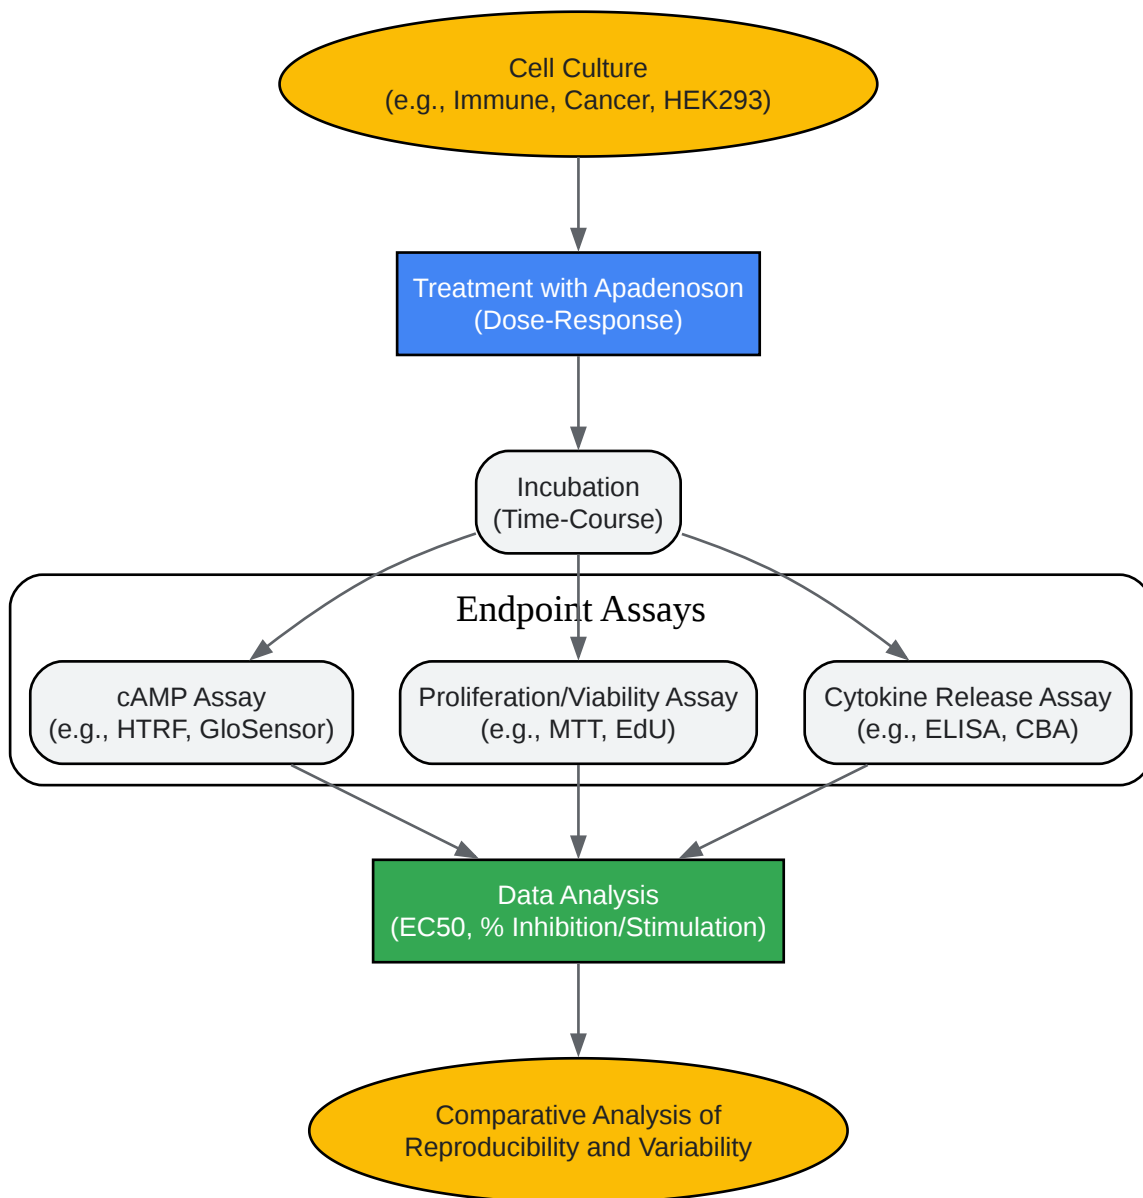 Cell Culture
(e.g., Immune, Cancer, HEK293)
Treatment with Apadenoson
(Dose-Response)
Incubation
(Time-Course)
Endpoint Assays
cAMP Assay
(e.g., HTRF, GloSensor)
Proliferation/Viability Assay
(e.g., MTT, EdU)
Cytokine Release Assay
(e.g., ELISA, CBA)
Data Analysis
(EC50, % Inhibition/Stimulation)
Comparative Analysis of
Reproducibility and Variability